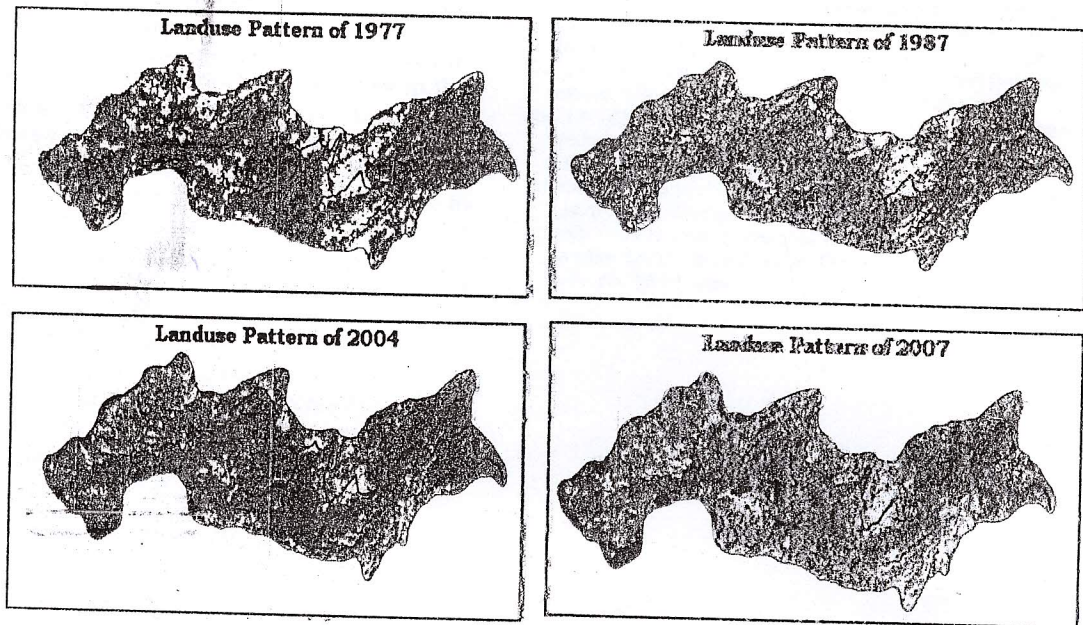 Landuse Pattern of 1977
Landuse Pattern of 1987
Landuse Pattern of 2004
Landuse Pattern of 2007